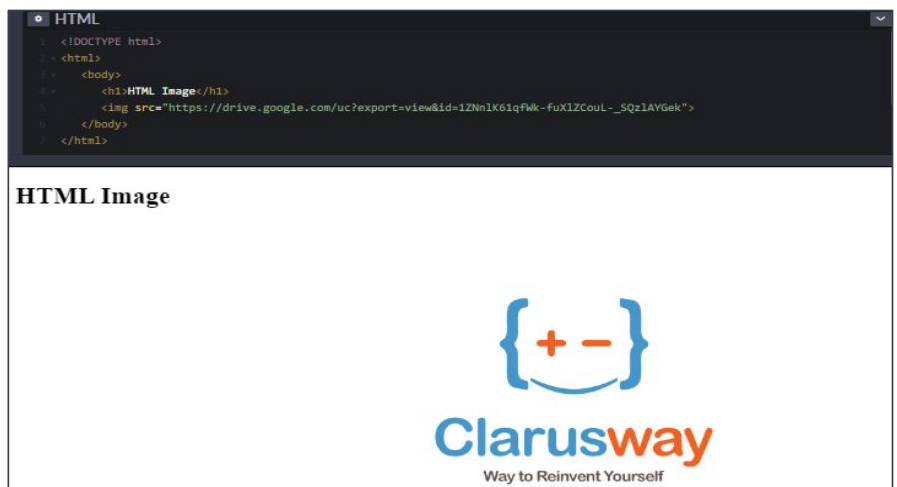 HTML
1 <!DOCTYPE html>
2 <html>
3 <body>
4 <h1>HTML Image</h1>
5 <img src="https://drive.google.com/uc?export=view&id=1ZNnlK61qfWk-fuXlZCouL-_SQzlAYGek">
6 </body>
7 </html>
HTML Image
{+-}
Clarusway
Way to Reinvent Yourself